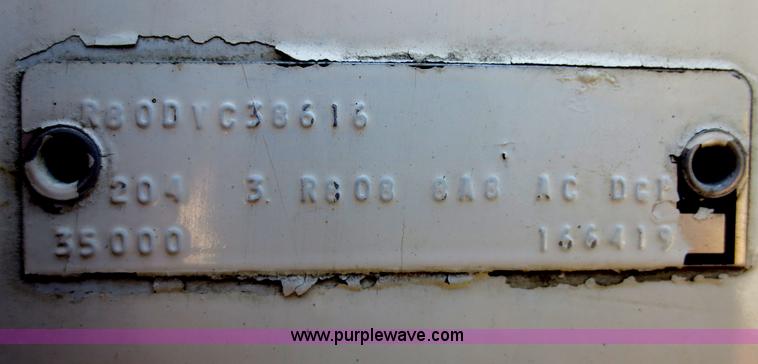 R80DVC38616
204 3. R808 8A8 AC DCP
35000 166419
www.purplewave.com